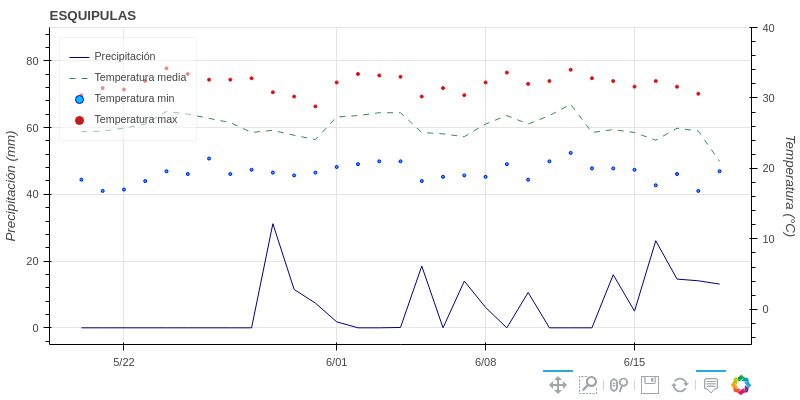 ESQUIPULAS
Precipitación
Temperatura media
Temperatura min
Temperatura max
80
60
40
20
0
Precipitación (mm)
40
30
20
10
0
Temperatura (°C)
5/22
6/01
6/08
6/15